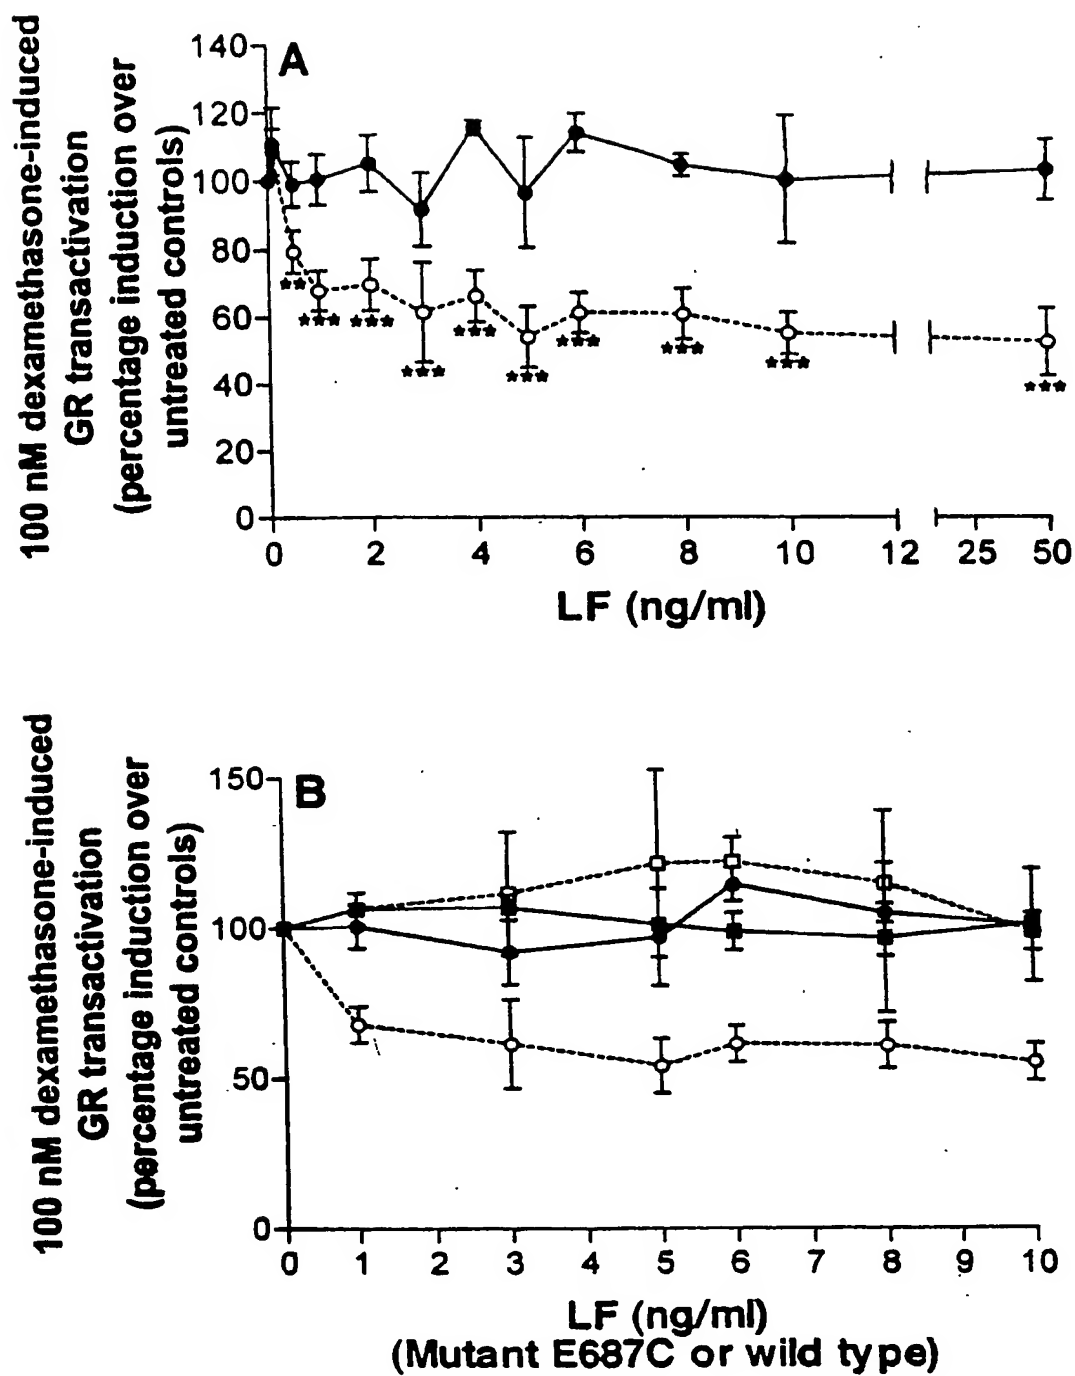 A
100 nM dexamethasone-induced
GR transactivation
(percentage induction over
untreated controls)
140
120
100
80
60
40
20
0
**
***
***
***
***
***
***
***
***
***
0 2 4 6 8 10 12 25 50
LF (ng/ml)
B
100 nM dexamethasone-induced
GR transactivation
(percentage induction over
untreated controls)
150
100
50
0
0 1 2 3 4 5 6 7 8 9 10
LF (ng/ml)
(Mutant E687C or wild type)